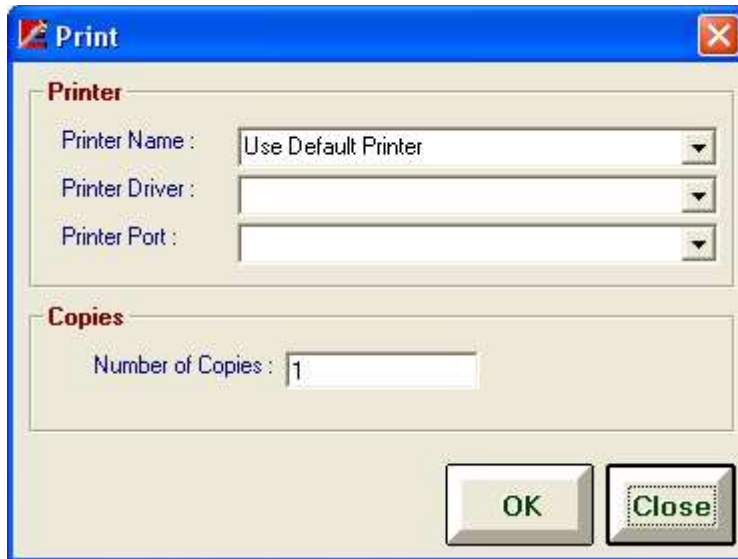 Print
Printer
Printer Name : Use Default Printer
Printer Driver :
Printer Port :
Copies
Number of Copies : 1
OK Close